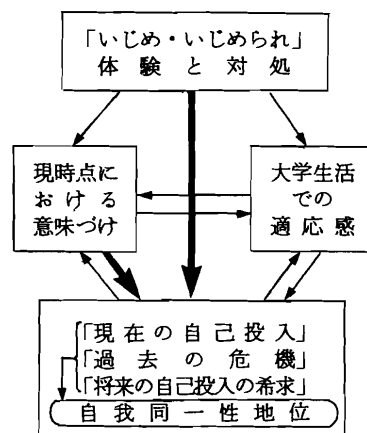 「いじめ・いじめられ」
体験と対処
現時点に
おける
意味づけ
大学生活
での
適応感
「現在の自己投入」
「過去の危機」
「将来の自己投入の希求」
自我同一性地位